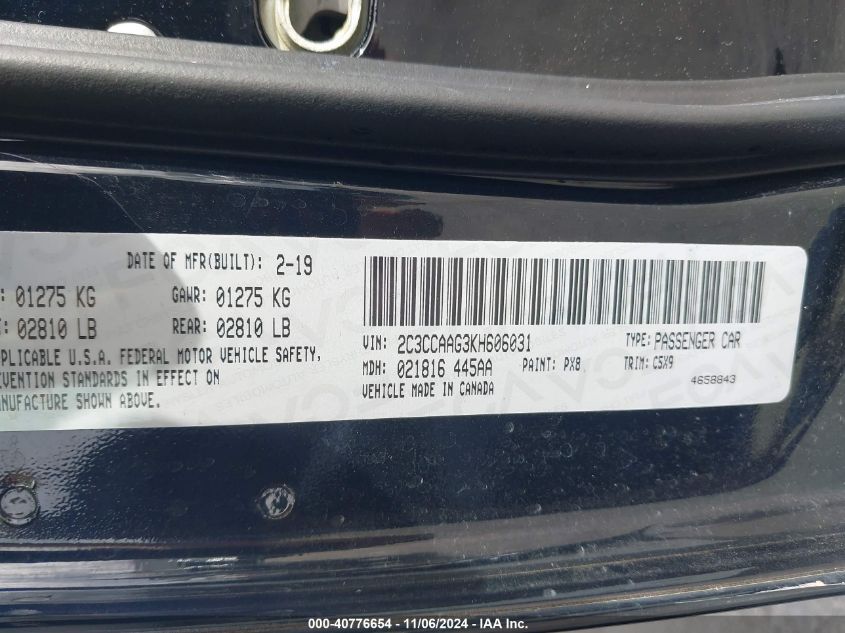 DATE OF MFR(BUILT): 2-19
: 01275 KG GAWR: 01275 KG
: 02810 LB REAR: 02810 LB
PLICABLE U.S.A. FEDERAL MOTOR VEHICLE SAFETY,
EVENTION STANDARDS IN EFFECT ON
NUFACTURE SHOWN ABOVE.
VIN: 2C3CCAAG3KH606031 TYPE: PASSENGER CAR
MDH: 021816 445AA PAINT: PX8 TRIM: C5X9
VEHICLE MADE IN CANADA 4658843
000-40776654 - 11/06/2024 - © IAA Inc.